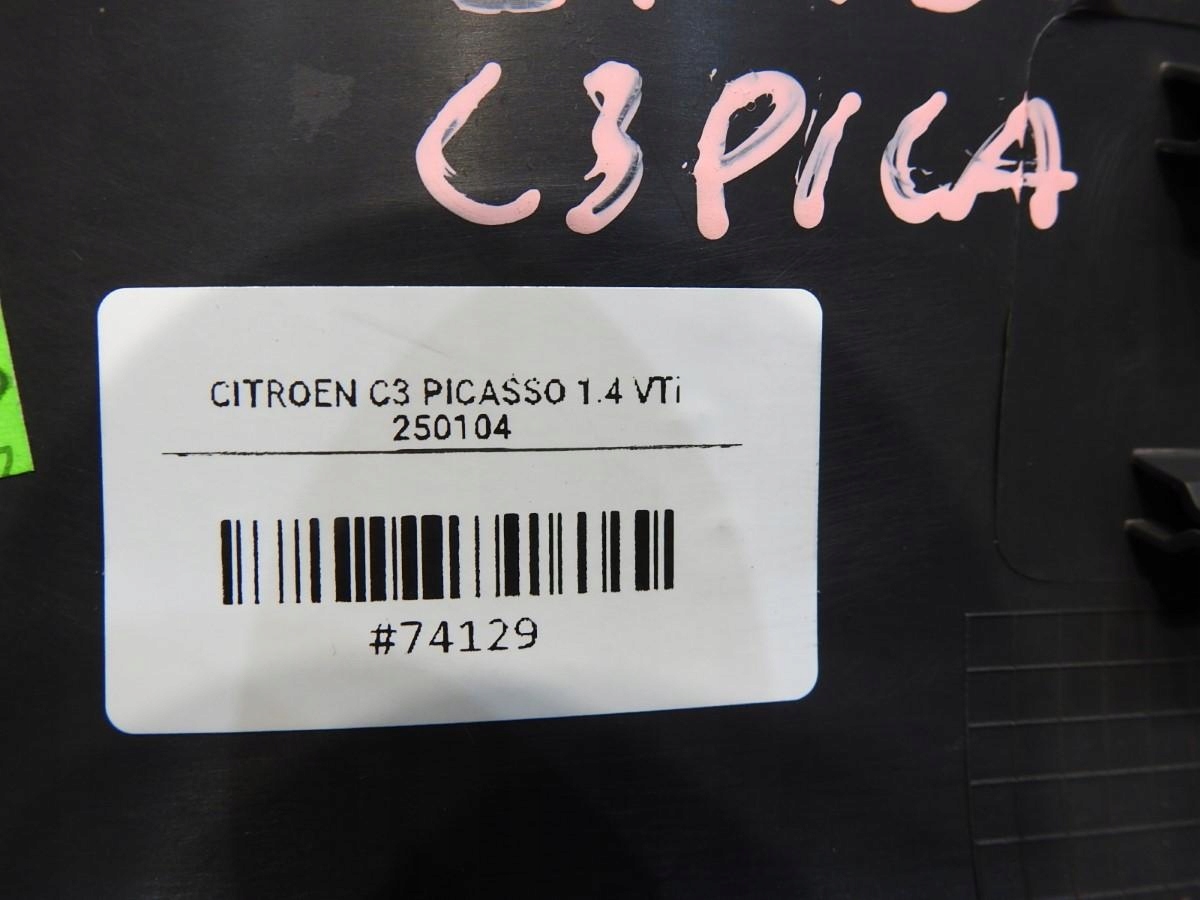 C3 PICA
CITROEN C3 PICASSO 1.4 VTi
250104
#74129